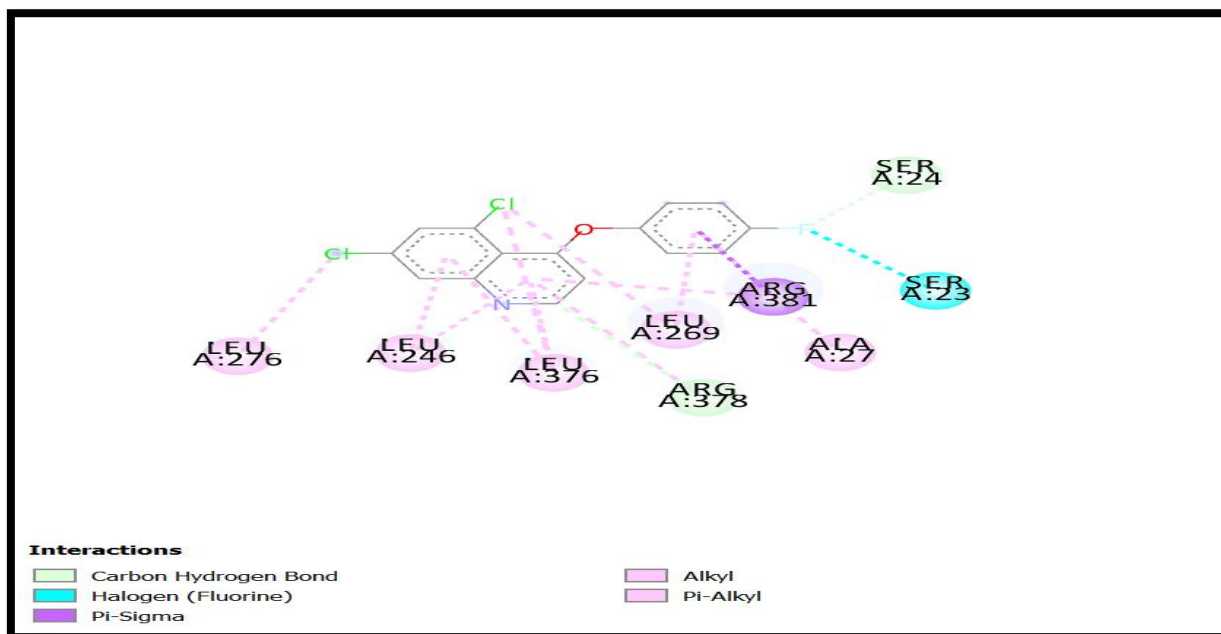 SER
A:24
Cl
O
F
Cl
SER
A:23
ARG
A:381
N
LEU
A:269
LEU
A:276
LEU
A:246
ALA
A:27
LEU
A:376
ARG
A:378
Interactions
Carbon Hydrogen Bond
Halogen (Fluorine)
Pi-Sigma
Alkyl
Pi-Alkyl